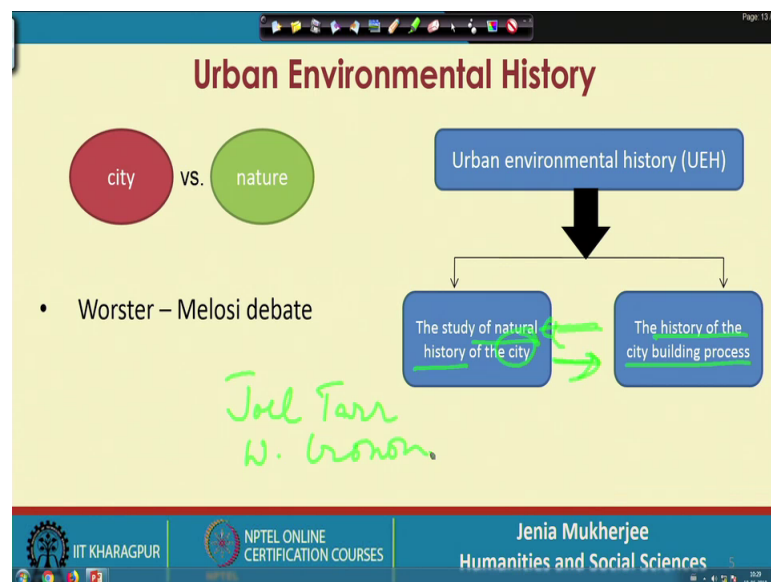 Page: 13 /
Urban Environmental History
city
vs.
nature
Urban environmental history (UEH)
• Worster – Melosi debate
The study of natural
history of the city
The history of the
city building process
Joel Tarr
W. Cronon
IIT KHARAGPUR
NPTEL ONLINE
CERTIFICATION COURSES
Jenia Mukherjee
Humanities and Social Sciences
5